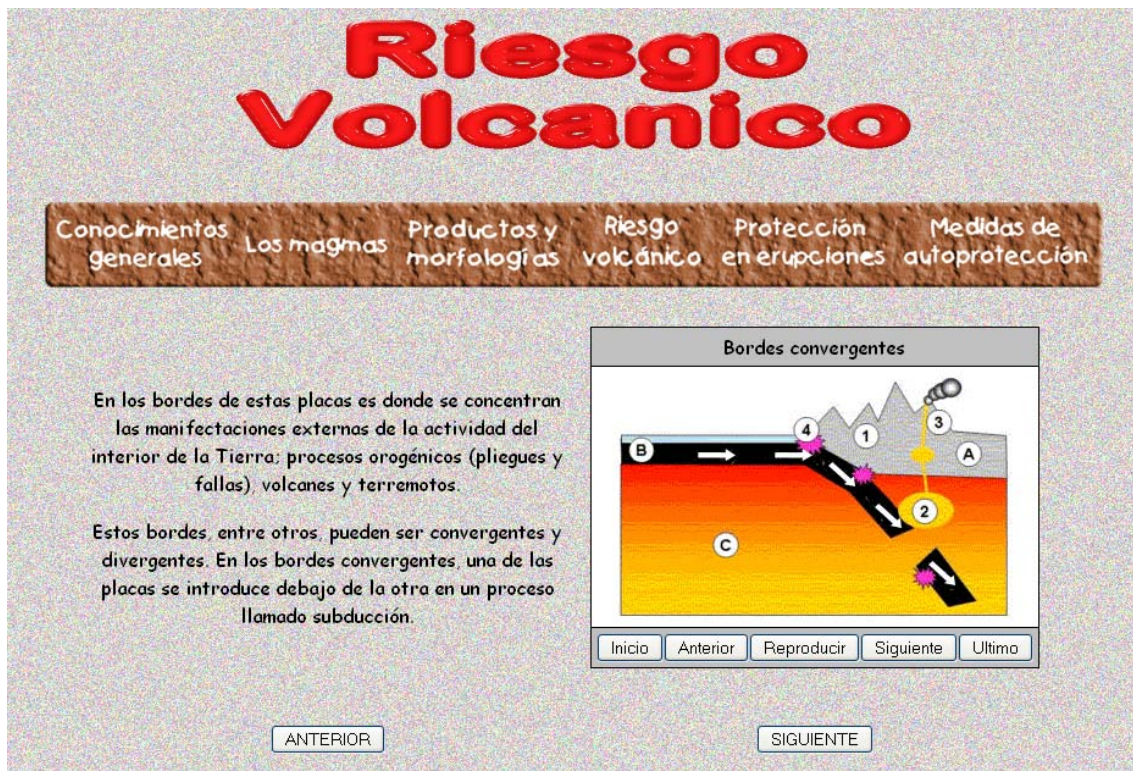 Riesgo
Volcanico
Conocimientos
generales
Los magmas
Productos y
morfologías
Riesgo
volcánico
Protección
en erupciones
Medidas de
autoprotección
En los bordes de estas placas es donde se concentran
las manifectaciones externas de la actividad del
interior de la Tierra; procesos orogénicos (pliegues y
fallas), volcanes y terremotos.
Estos bordes, entre otros, pueden ser convergentes y
divergentes. En los bordes convergentes, una de las
placas se introduce debajo de la otra en un proceso
llamado subducción.
Bordes convergentes
4
1
3
B
A
2
C
Inicio
Anterior
Reproducir
Siguiente
Ultimo
ANTERIOR
SIGUIENTE